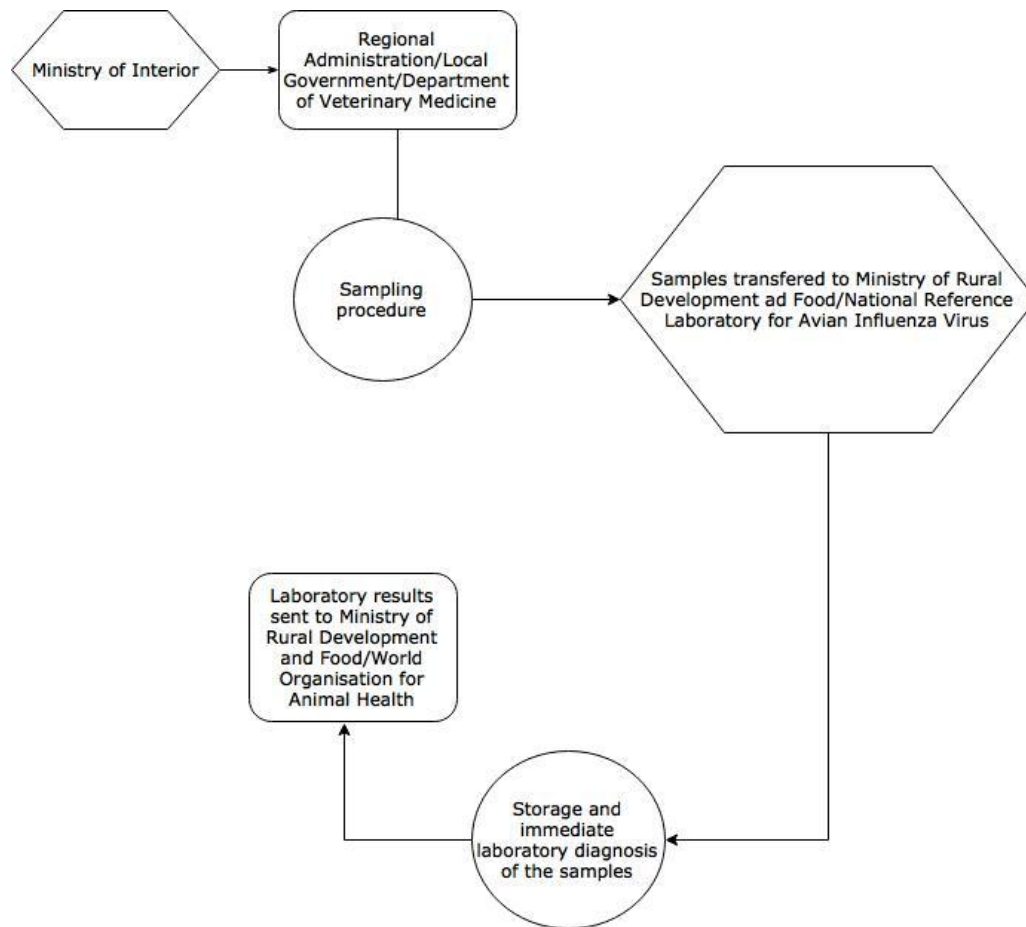 Ministry of Interior
Regional
Administration/Local
Government/Department
of Veterinary Medicine
Sampling
procedure
Samples transfered to Ministry of Rural
Development ad Food/National Reference
Laboratory for Avian Influenza Virus
Laboratory results
sent to Ministry of
Rural Development
and Food/World
Organisation for
Animal Health
Storage and
immediate
laboratory diagnosis
of the samples